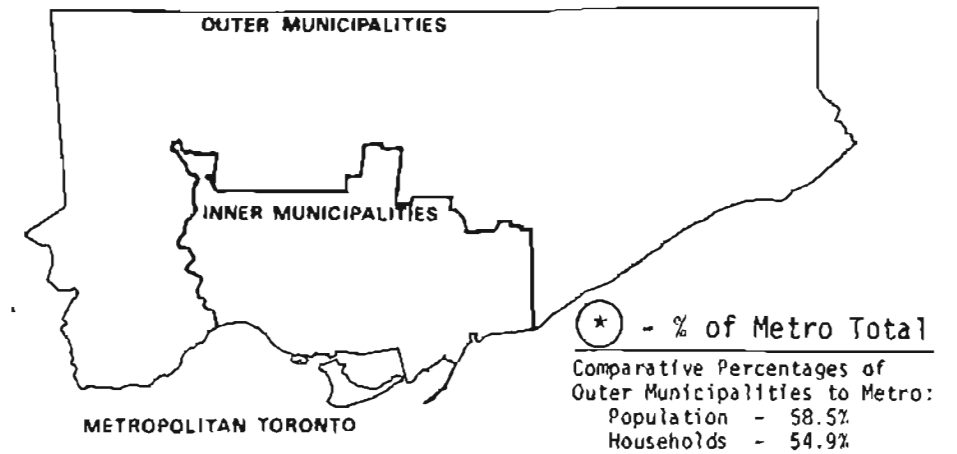 OUTER MUNICIPALITIES
INNER MUNICIPALITIES
* - % of Metro Total
Comparative Percentages of
Outer Municipalities to Metro:
Population - 58.5%
Households - 54.9%
METROPOLITAN TORONTO